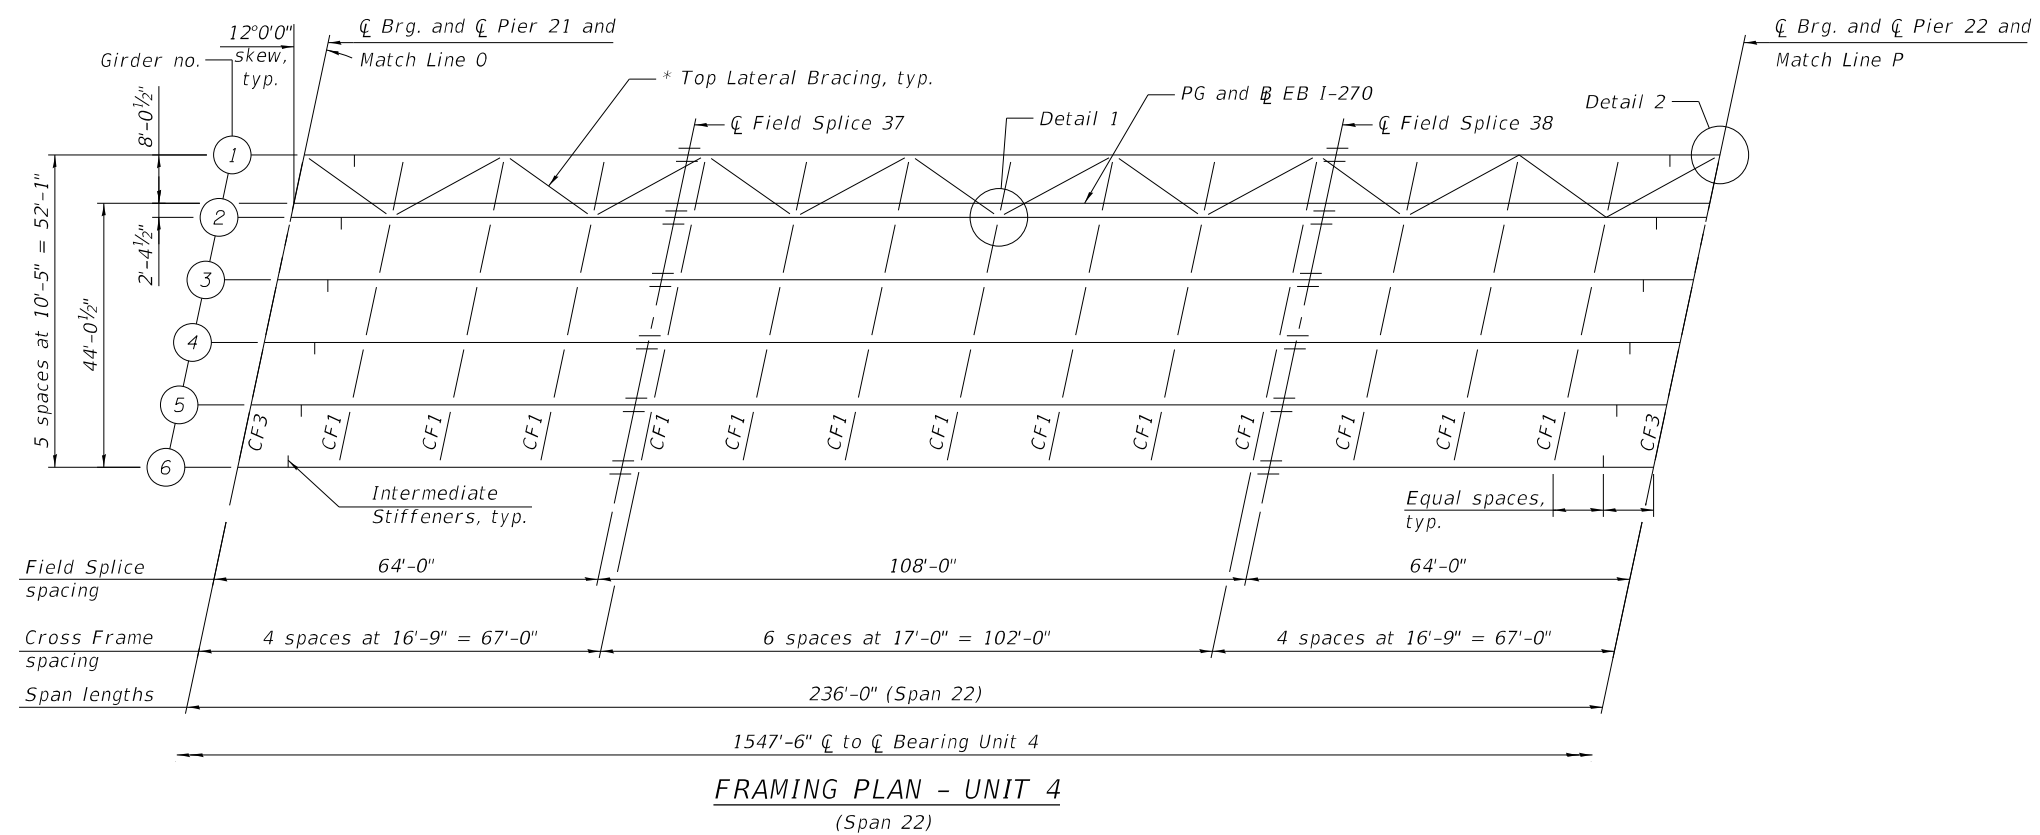 12°0'0"
skew,
typ.
℄ Brg. and ℄ Pier 21 and
Match Line O
℄ Brg. and ℄ Pier 22 and
Match Line P
Girder no.
* Top Lateral Bracing, typ.
PG and ⅊ EB I-270
Detail 2
Detail 1
℄ Field Splice 37
℄ Field Splice 38
8'-0½"
2'-4½"
44'-0½"
5 spaces at 10'-5" = 52'-1"
1
2
3
4
5
6
CF3
CF1
CF1
CF1
CF1
CF1
CF1
CF1
CF1
CF1
CF1
CF1
CF1
CF1
CF3
Intermediate
Stiffeners, typ.
Equal spaces,
typ.
Field Splice
spacing
64'-0"
108'-0"
64'-0"
Cross Frame
spacing
4 spaces at 16'-9" = 67'-0"
6 spaces at 17'-0" = 102'-0"
4 spaces at 16'-9" = 67'-0"
Span lengths
236'-0" (Span 22)
1547'-6" ℄ to ℄ Bearing Unit 4
FRAMING PLAN - UNIT 4
(Span 22)